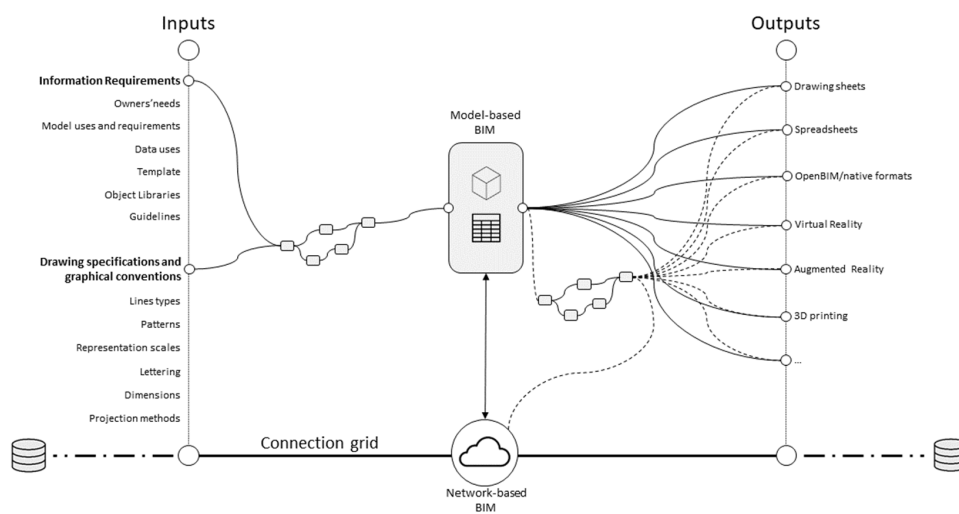 Inputs
Outputs
Information Requirements
Owners'needs
Model uses and requirements
Data uses
Template
Object Libraries
Guidelines
Drawing specifications and
graphical conventions
Lines types
Patterns
Representation scales
Lettering
Dimensions
Projection methods
Model-based
BIM
Drawing sheets
Spreadsheets
OpenBIM/native formats
Virtual Reality
Augmented Reality
3D printing
...
Connection grid
Network-based
BIM